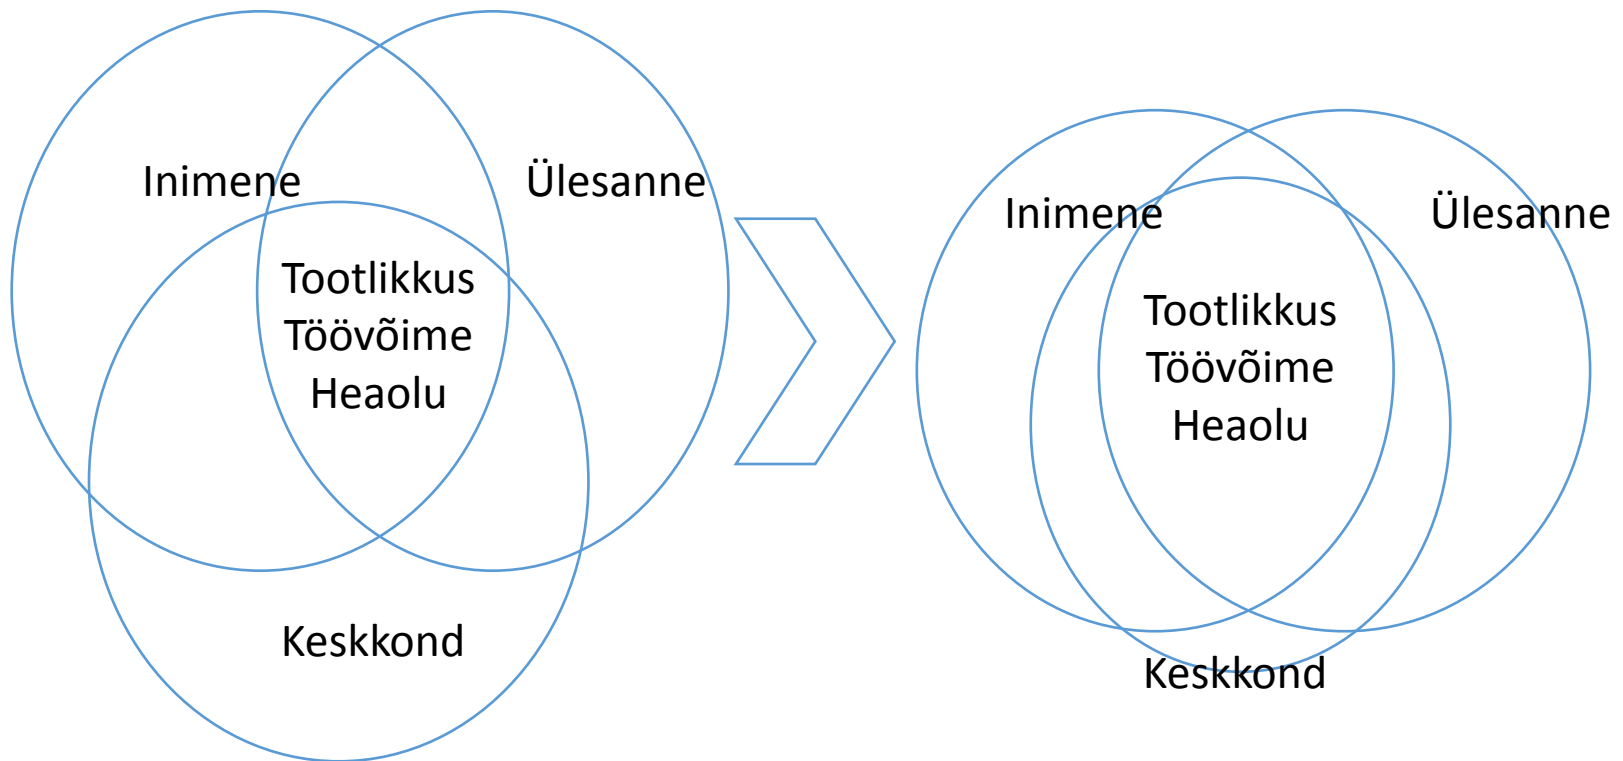 Inimene
Ülesanne
Tootlikkus
Töövõime
Heaolu
Keskkond
Inimene
Ülesanne
Tootlikkus
Töövõime
Heaolu
Keskkond